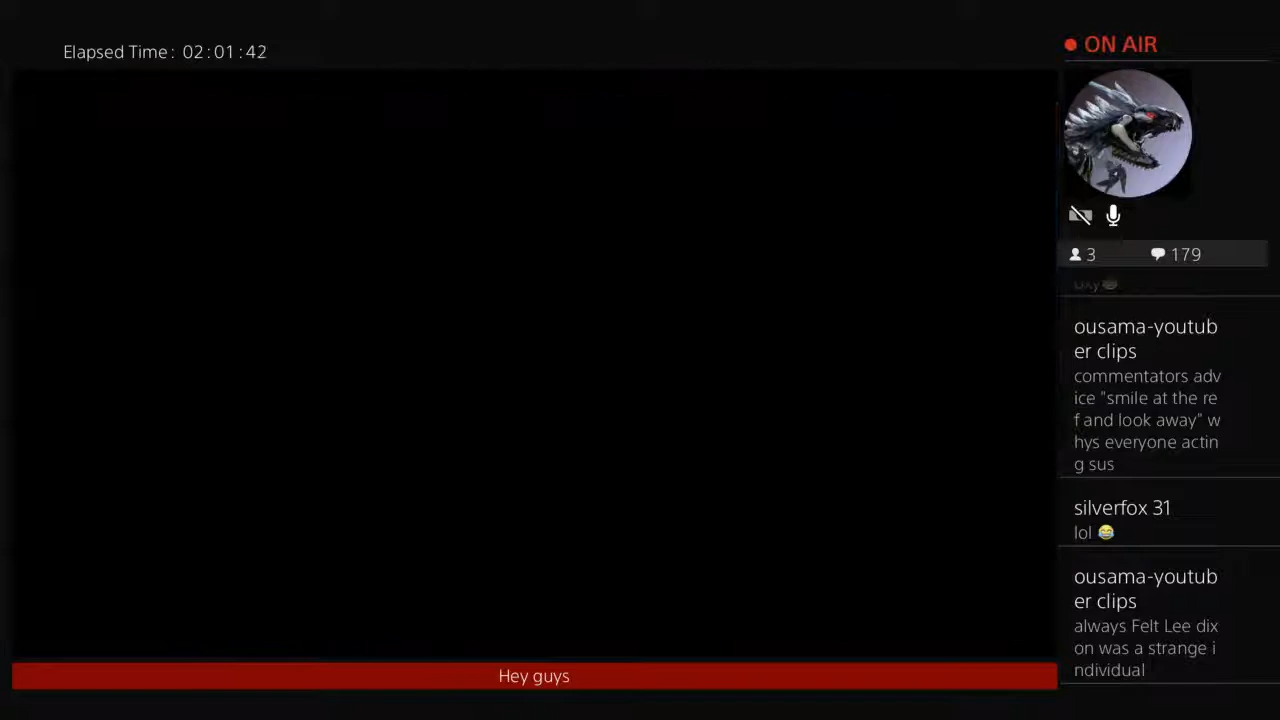 Elapsed Time: 02:01:42
ON AIR
3
179
ousama-youtub
er clips
commentators adv
ice "smile at the re
f and look away" w
hys everyone actin
g sus
silverfox 31
lol 😂
ousama-youtub
er clips
always Felt Lee dix
on was a strange i
ndividual
Hey guys